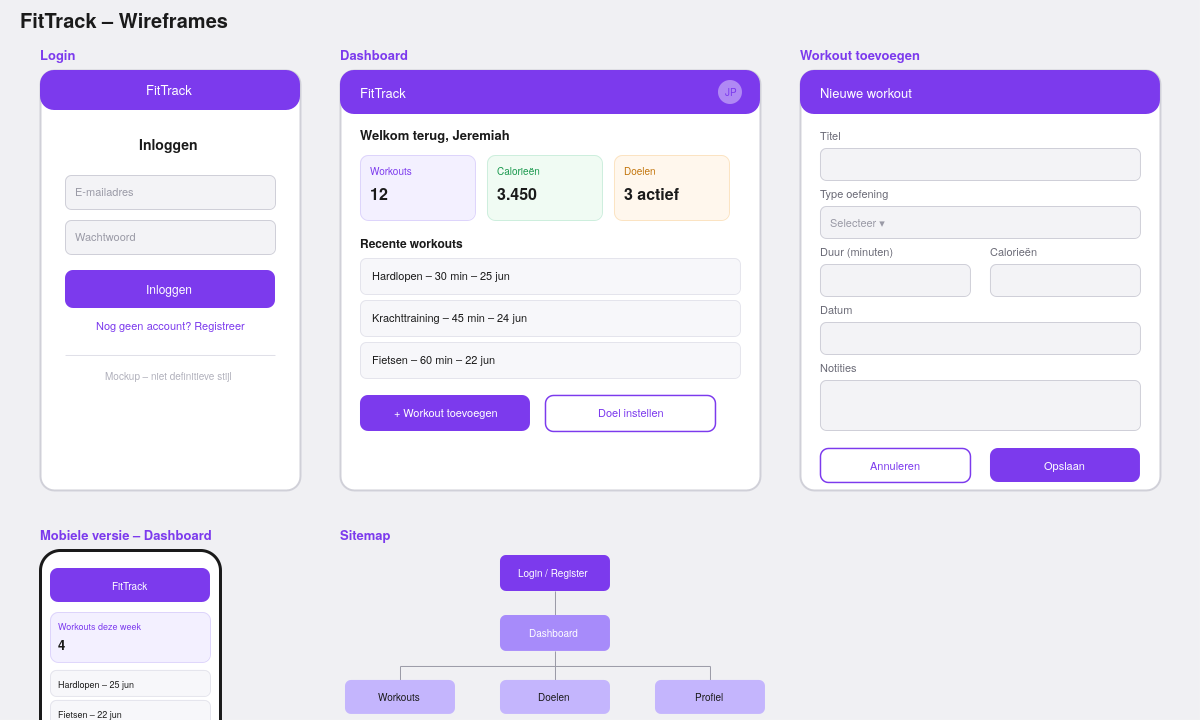 FitTrack – Wireframes
Login
FitTrack
Inloggen
E-mailadres
Wachtwoord
Inloggen
Nog geen account? Registreer
Mockup – niet definitieve stijl
Dashboard
FitTrack
JP
Welkom terug, Jeremiah
Workouts
12
Calorieën
3.450
Doelen
3 actief
Recente workouts
Hardlopen – 30 min – 25 jun
Krachttraining – 45 min – 24 jun
Fietsen – 60 min – 22 jun
+ Workout toevoegen
Doel instellen
Workout toevoegen
Nieuwe workout
Titel
Type oefening
Selecteer ▾
Duur (minuten)
Calorieën
Datum
Notities
Annuleren
Opslaan
Mobiele versie – Dashboard
FitTrack
Workouts deze week
4
Hardlopen – 25 jun
Fietsen – 22 jun
Sitemap
Login / Register
Dashboard
Workouts
Doelen
Profiel